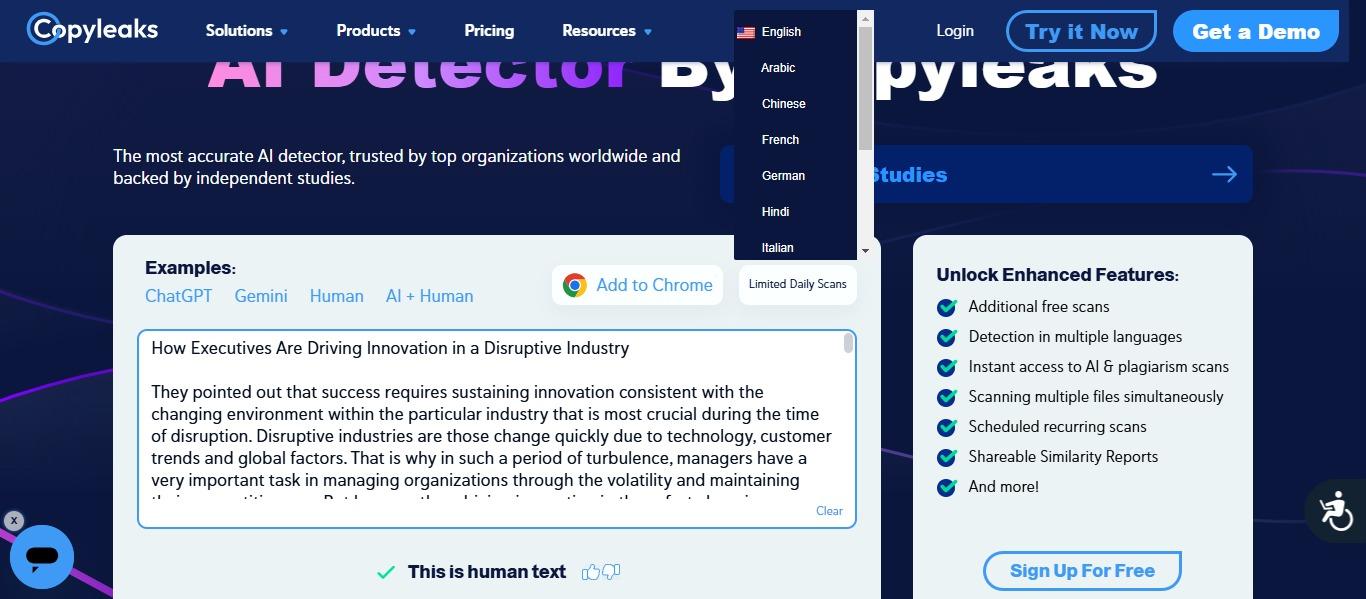 Copyleaks
Solutions
Products
Pricing
Resources
English
Arabic
Chinese
French
German
Hindi
Italian
Login
Try it Now
Get a Demo
AI Detector By Copyleaks
The most accurate AI detector, trusted by top organizations worldwide and
backed by independent studies.
Studies
Examples:
ChatGPT Gemini Human AI + Human
Add to Chrome
Limited Daily Scans
How Executives Are Driving Innovation in a Disruptive Industry
They pointed out that success requires sustaining innovation consistent with the
changing environment within the particular industry that is most crucial during the time
of disruption. Disruptive industries are those change quickly due to technology, customer
trends and global factors. That is why in such a period of turbulence, managers have a
very important task in managing organizations through the volatility and maintaining
Clear
This is human text
Unlock Enhanced Features:
Additional free scans
Detection in multiple languages
Instant access to AI & plagiarism scans
Scanning multiple files simultaneously
Scheduled recurring scans
Shareable Similarity Reports
And more!
Sign Up For Free
x